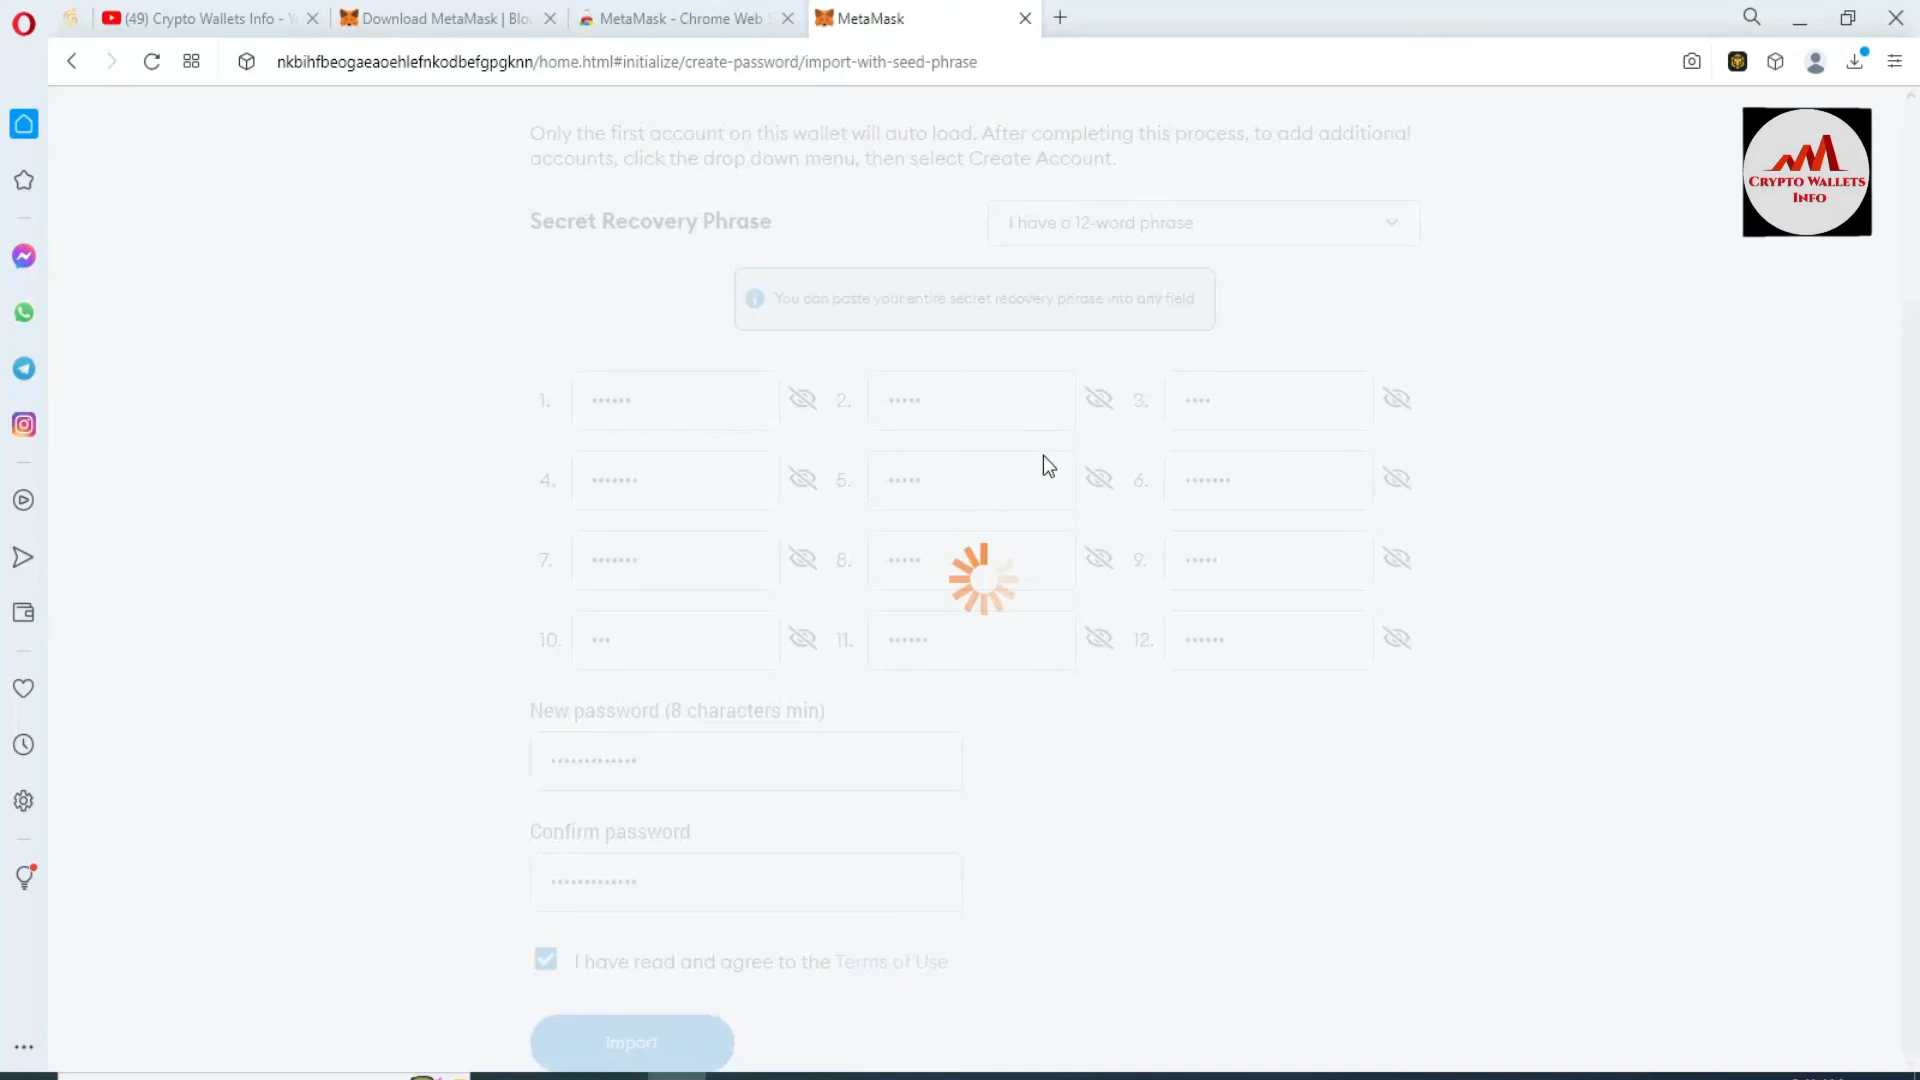 (49) Crypto Wallets Info -
Download MetaMask | Blo
MetaMask - Chrome Web
MetaMask
nkbihfbeogaeaoehlefnkodbefgpgknn/home.html#initialize/create-password/import-with-seed-phrase
Only the first account on this wallet will auto load. After completing this process, to add additional
accounts, click the drop down menu, then select Create Account.
CRYPTO WALLETS
INFO
Secret Recovery Phrase
I have a 12-word phrase
You can paste your entire secret recovery phrase into any field
1. •••••• 2. ••••• 3. ••••
4. ••••••• 5. ••••• 6. •••••••
7. ••••••• 8. ••••• 9. •••••
10. ••• 11. •••••• 12. ••••••
New password (8 characters min)
•••••••••••••
Confirm password
•••••••••••••
I have read and agree to the Terms of Use
Import